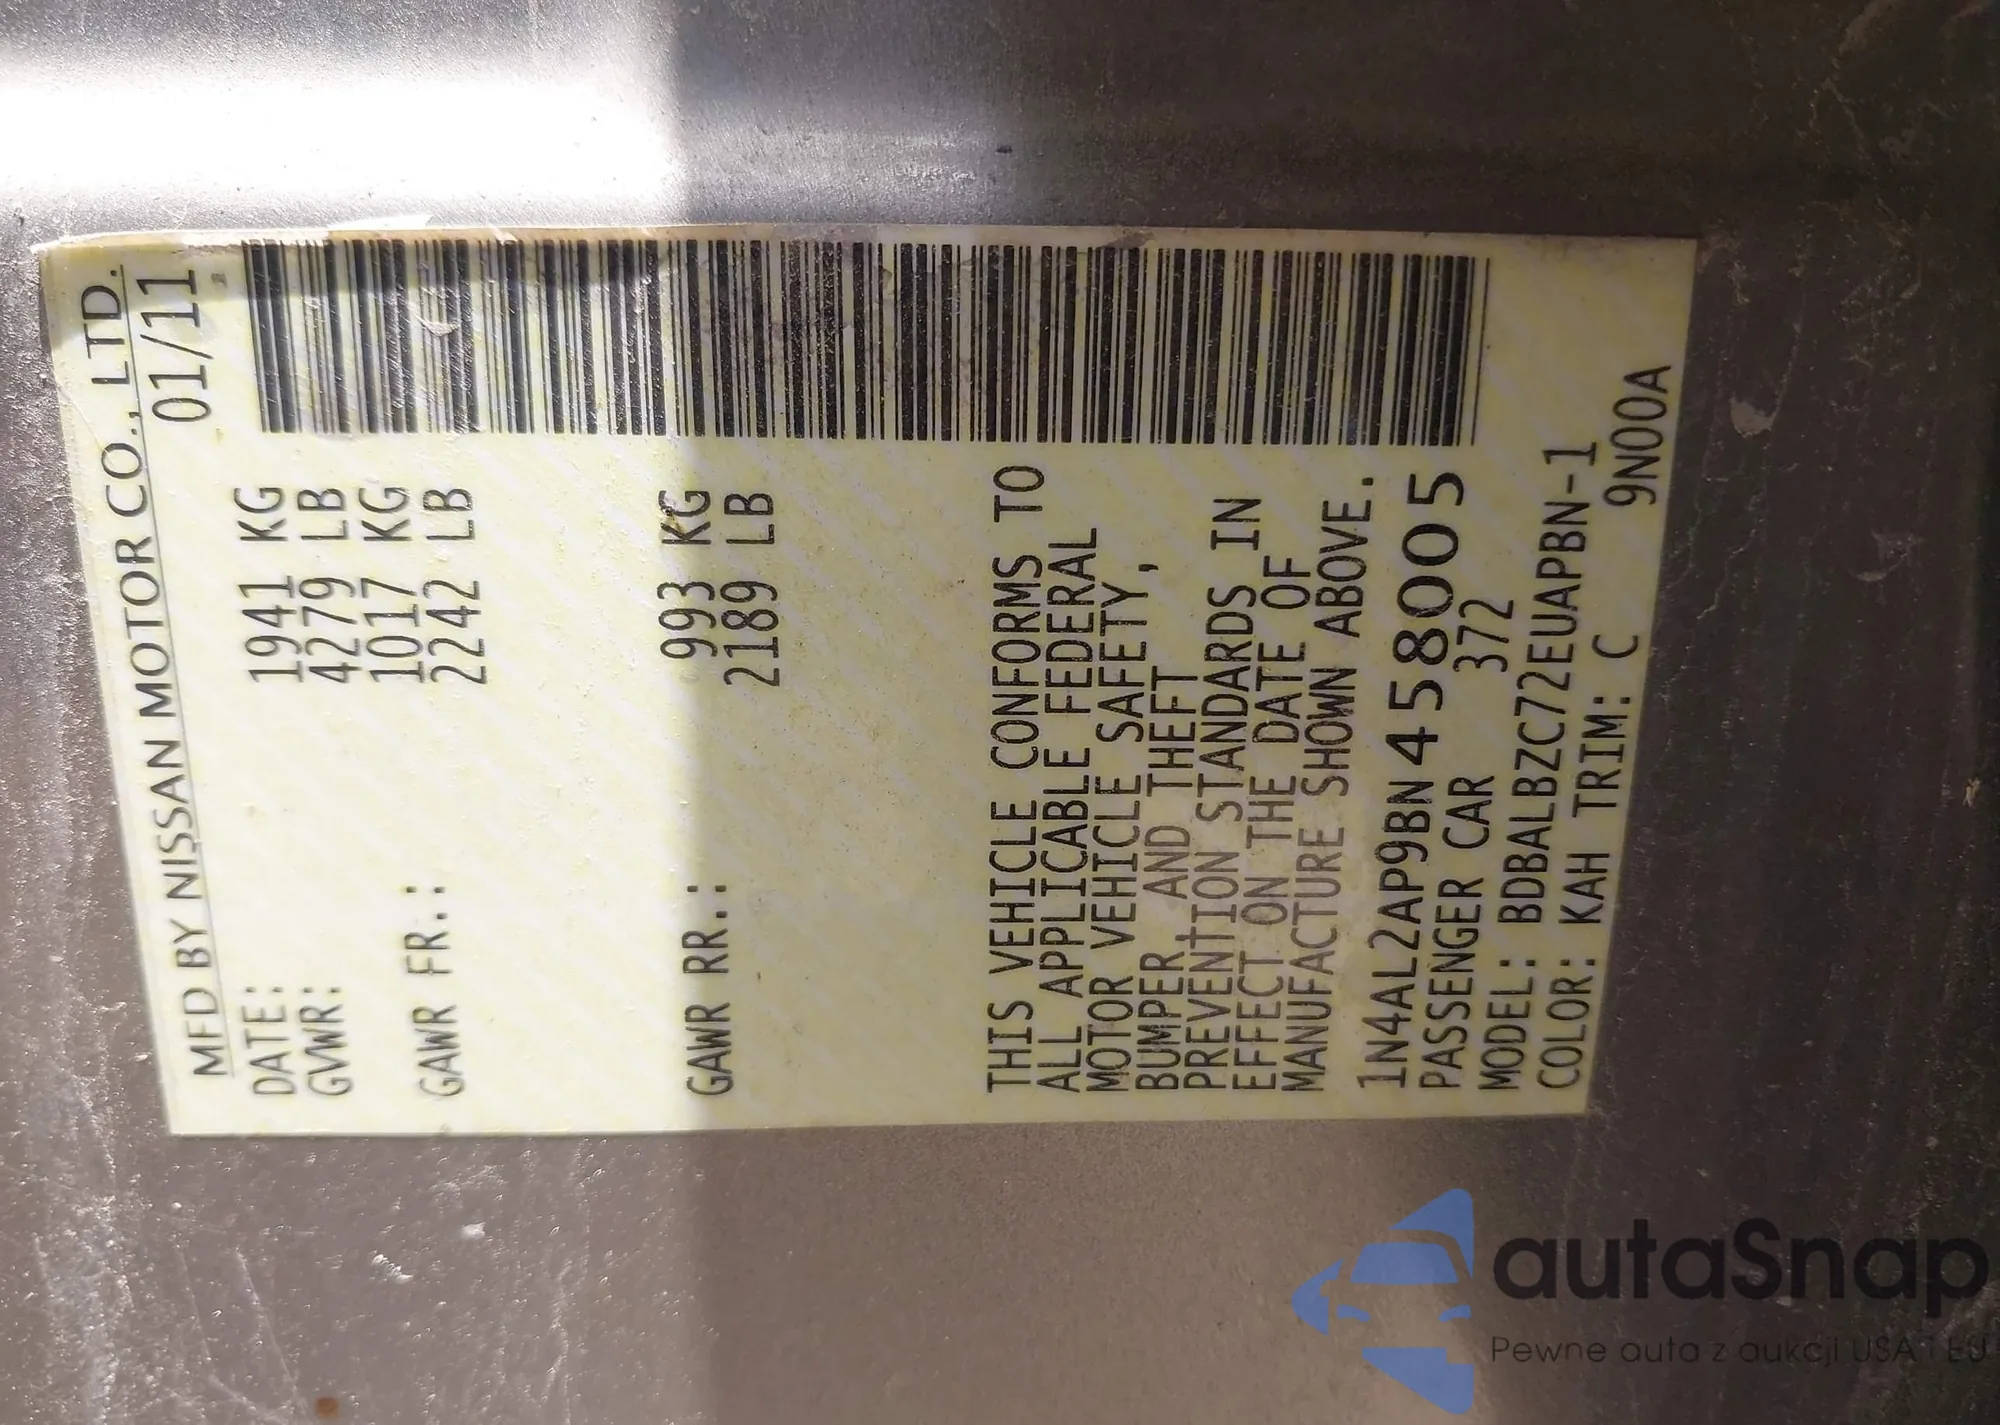 MFD BY NISSAN MOTOR CO., LTD.
DATE: 01/11
GVWR: 1941 KG
4279 LB
GAWR FR.: 1017 KG
2242 LB
GAWR RR.: 993 KG
2189 LB
THIS VEHICLE CONFORMS TO
ALL APPLICABLE FEDERAL
MOTOR VEHICLE SAFETY,
BUMPER, AND THEFT
PREVENTION STANDARDS IN
EFFECT ON THE DATE OF
MANUFACTURE SHOWN ABOVE.
1N4AL2AP9BN458005
PASSENGER CAR 372
MODEL: BDBALBZC72EUAPBN-1
COLOR: KAH TRIM: C 9N00A
autaSnap
Pewne auta z aukcji USA i EU